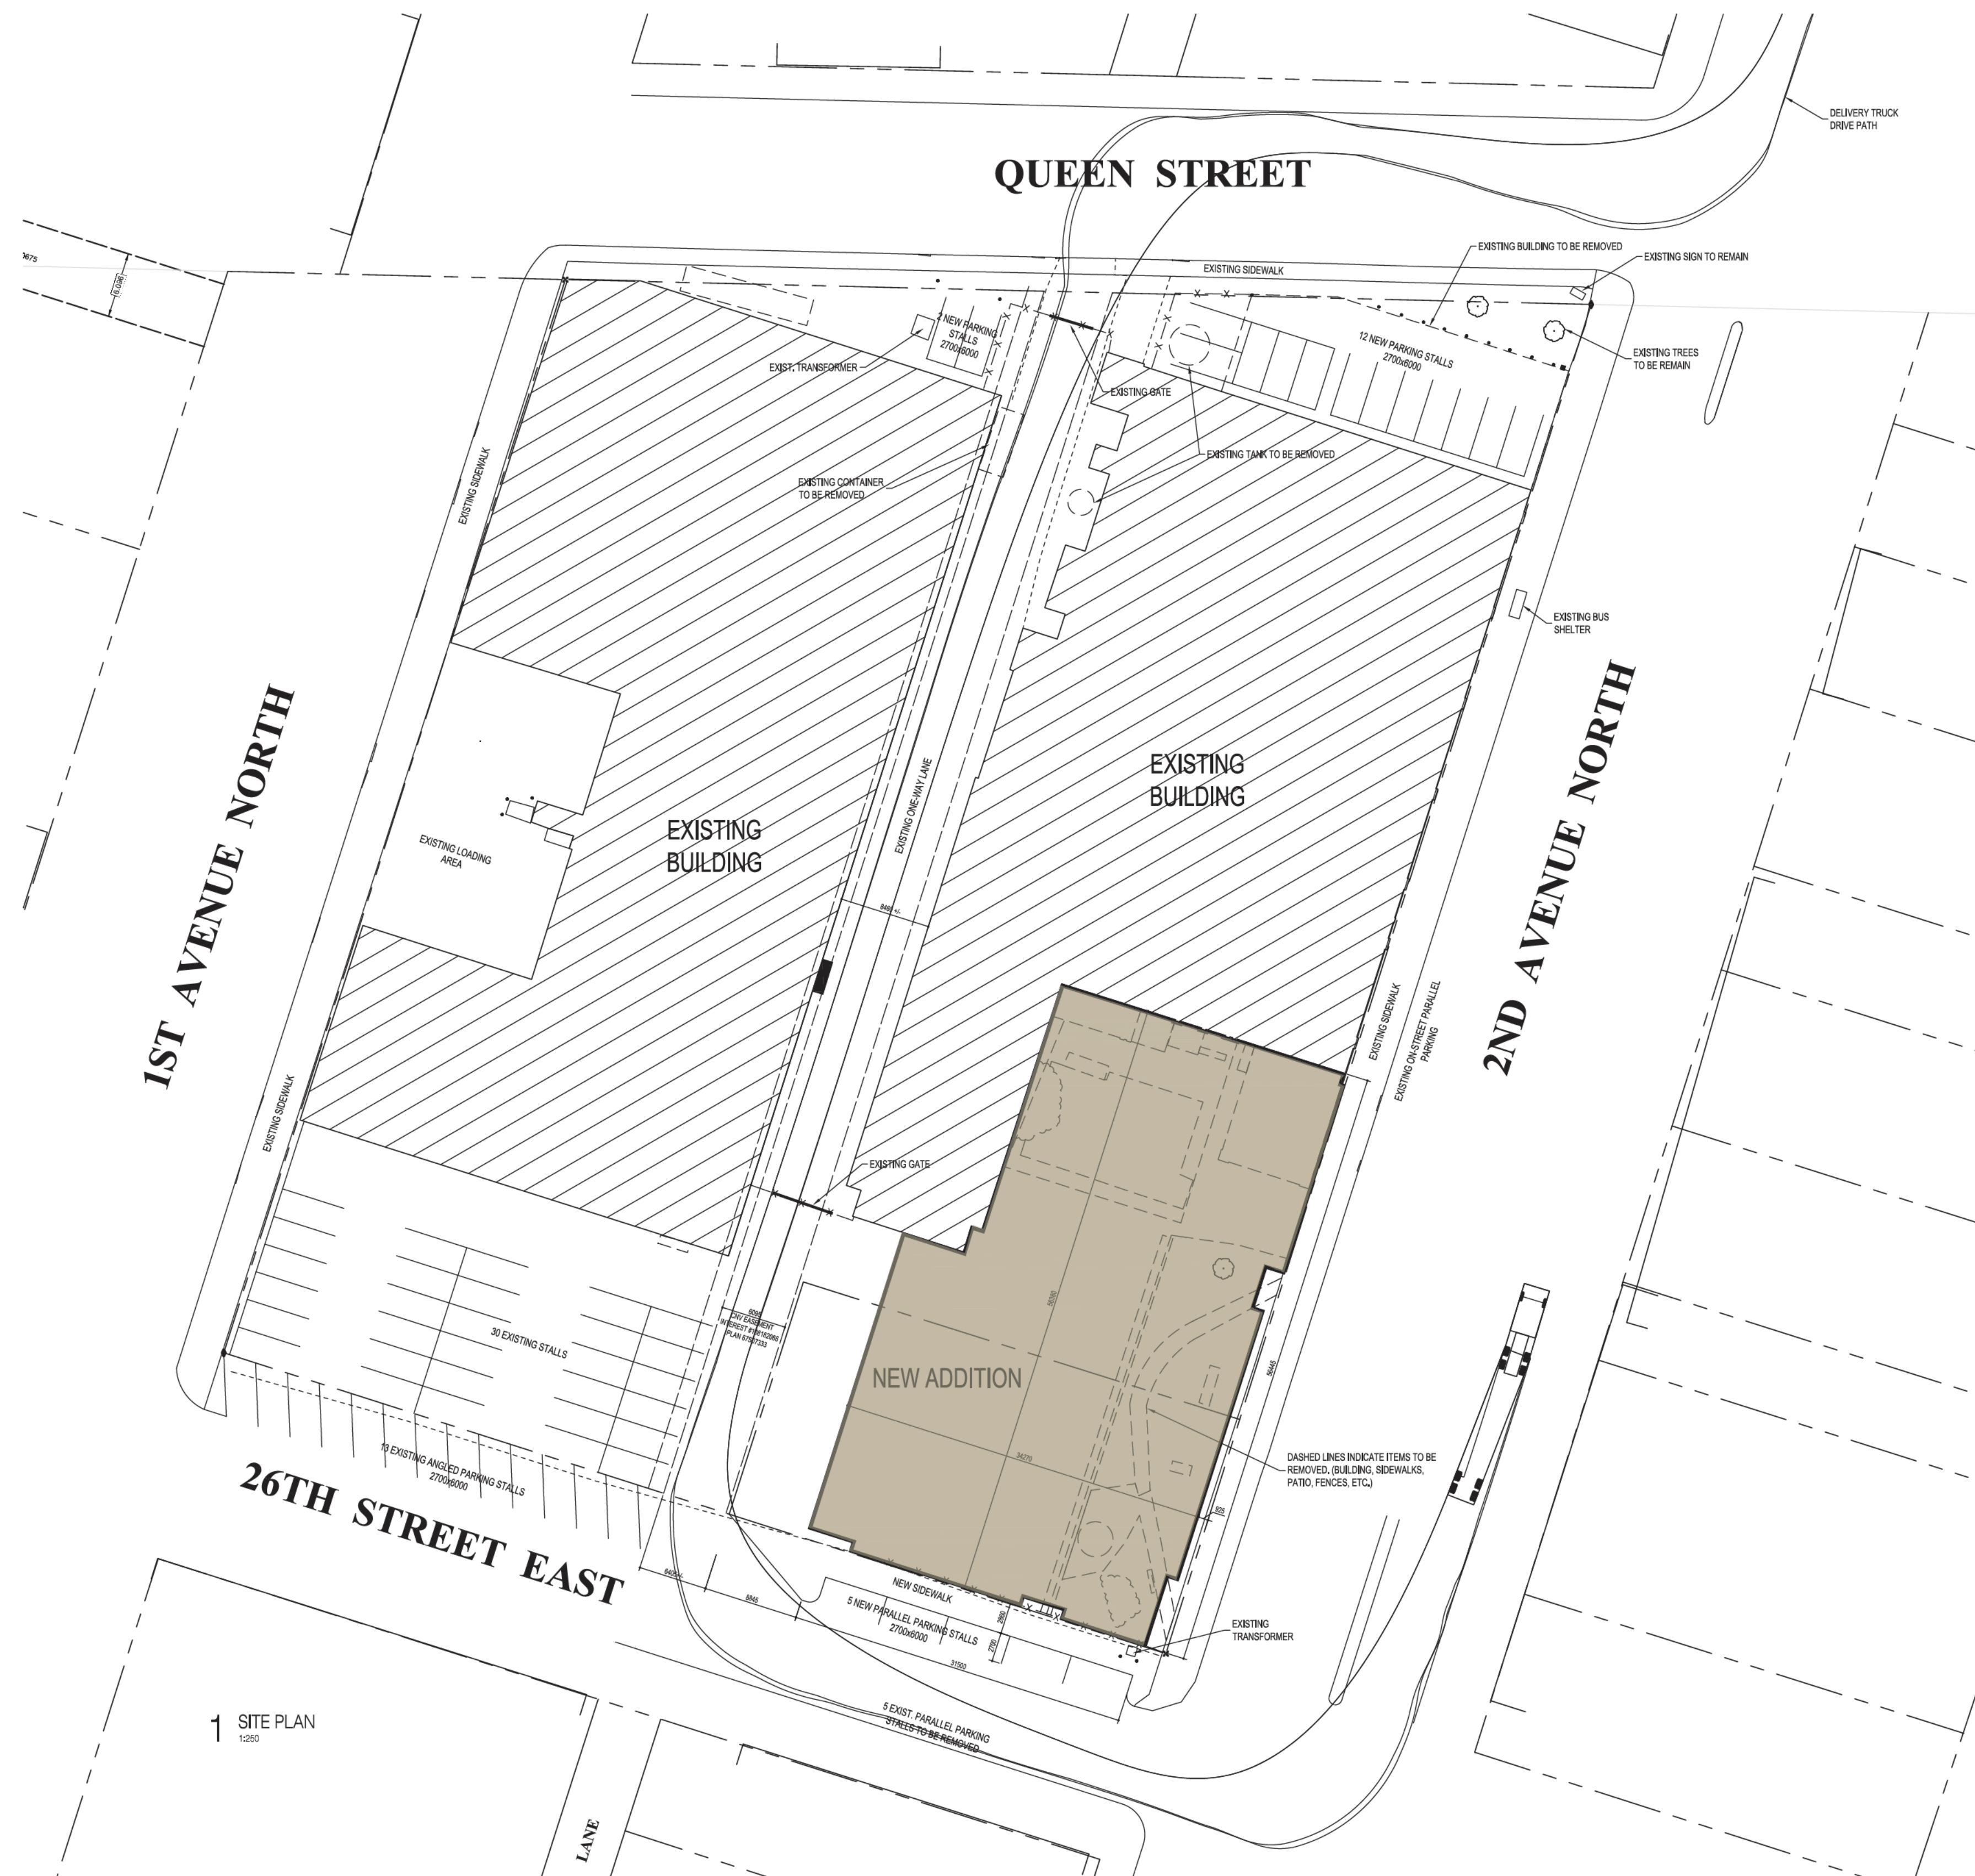 DELIVERY TRUCK
DRIVE PATH
QUEEN STREET
EXISTING BUILDING TO BE REMOVED
EXISTING SIGN TO REMAIN
EXISTING SIDEWALK
6.096
2 NEW PARKING
STALLS
2700x6000
12 NEW PARKING STALLS
2700x6000
EXISTING TREES
TO BE REMAIN
EXIST. TRANSFORMER
EXISTING GATE
EXISTING SIDEWALK
EXISTING TANK TO BE REMOVED
EXISTING CONTAINER
TO BE REMOVED
EXISTING BUS
SHELTER
1ST AVENUE NORTH
2ND AVENUE NORTH
EXISTING
BUILDING
EXISTING ONE-WAY LANE
EXISTING
BUILDING
EXISTING LOADING
AREA
EXISTING SIDEWALK
EXISTING ON-STREET PARALLEL
PARKING
EXISTING SIDEWALK
EXISTING GATE
CNV EASEMENT
30 EXISTING STALLS
NEW ADDITION
34270
13 EXISTING ANGLED PARKING STALLS
2700x6000
DASHED LINES INDICATE ITEMS TO BE
REMOVED. (BUILDING, SIDEWALKS,
PATIO, FENCES, ETC.)
26TH STREET EAST
NEW SIDEWALK
5 NEW PARALLEL PARKING STALLS
2700x6000
31503
EXISTING
TRANSFORMER
5 EXIST. PARALLEL PARKING
STALLS TO BE REMOVED
1 SITE PLAN
1:250
LANE